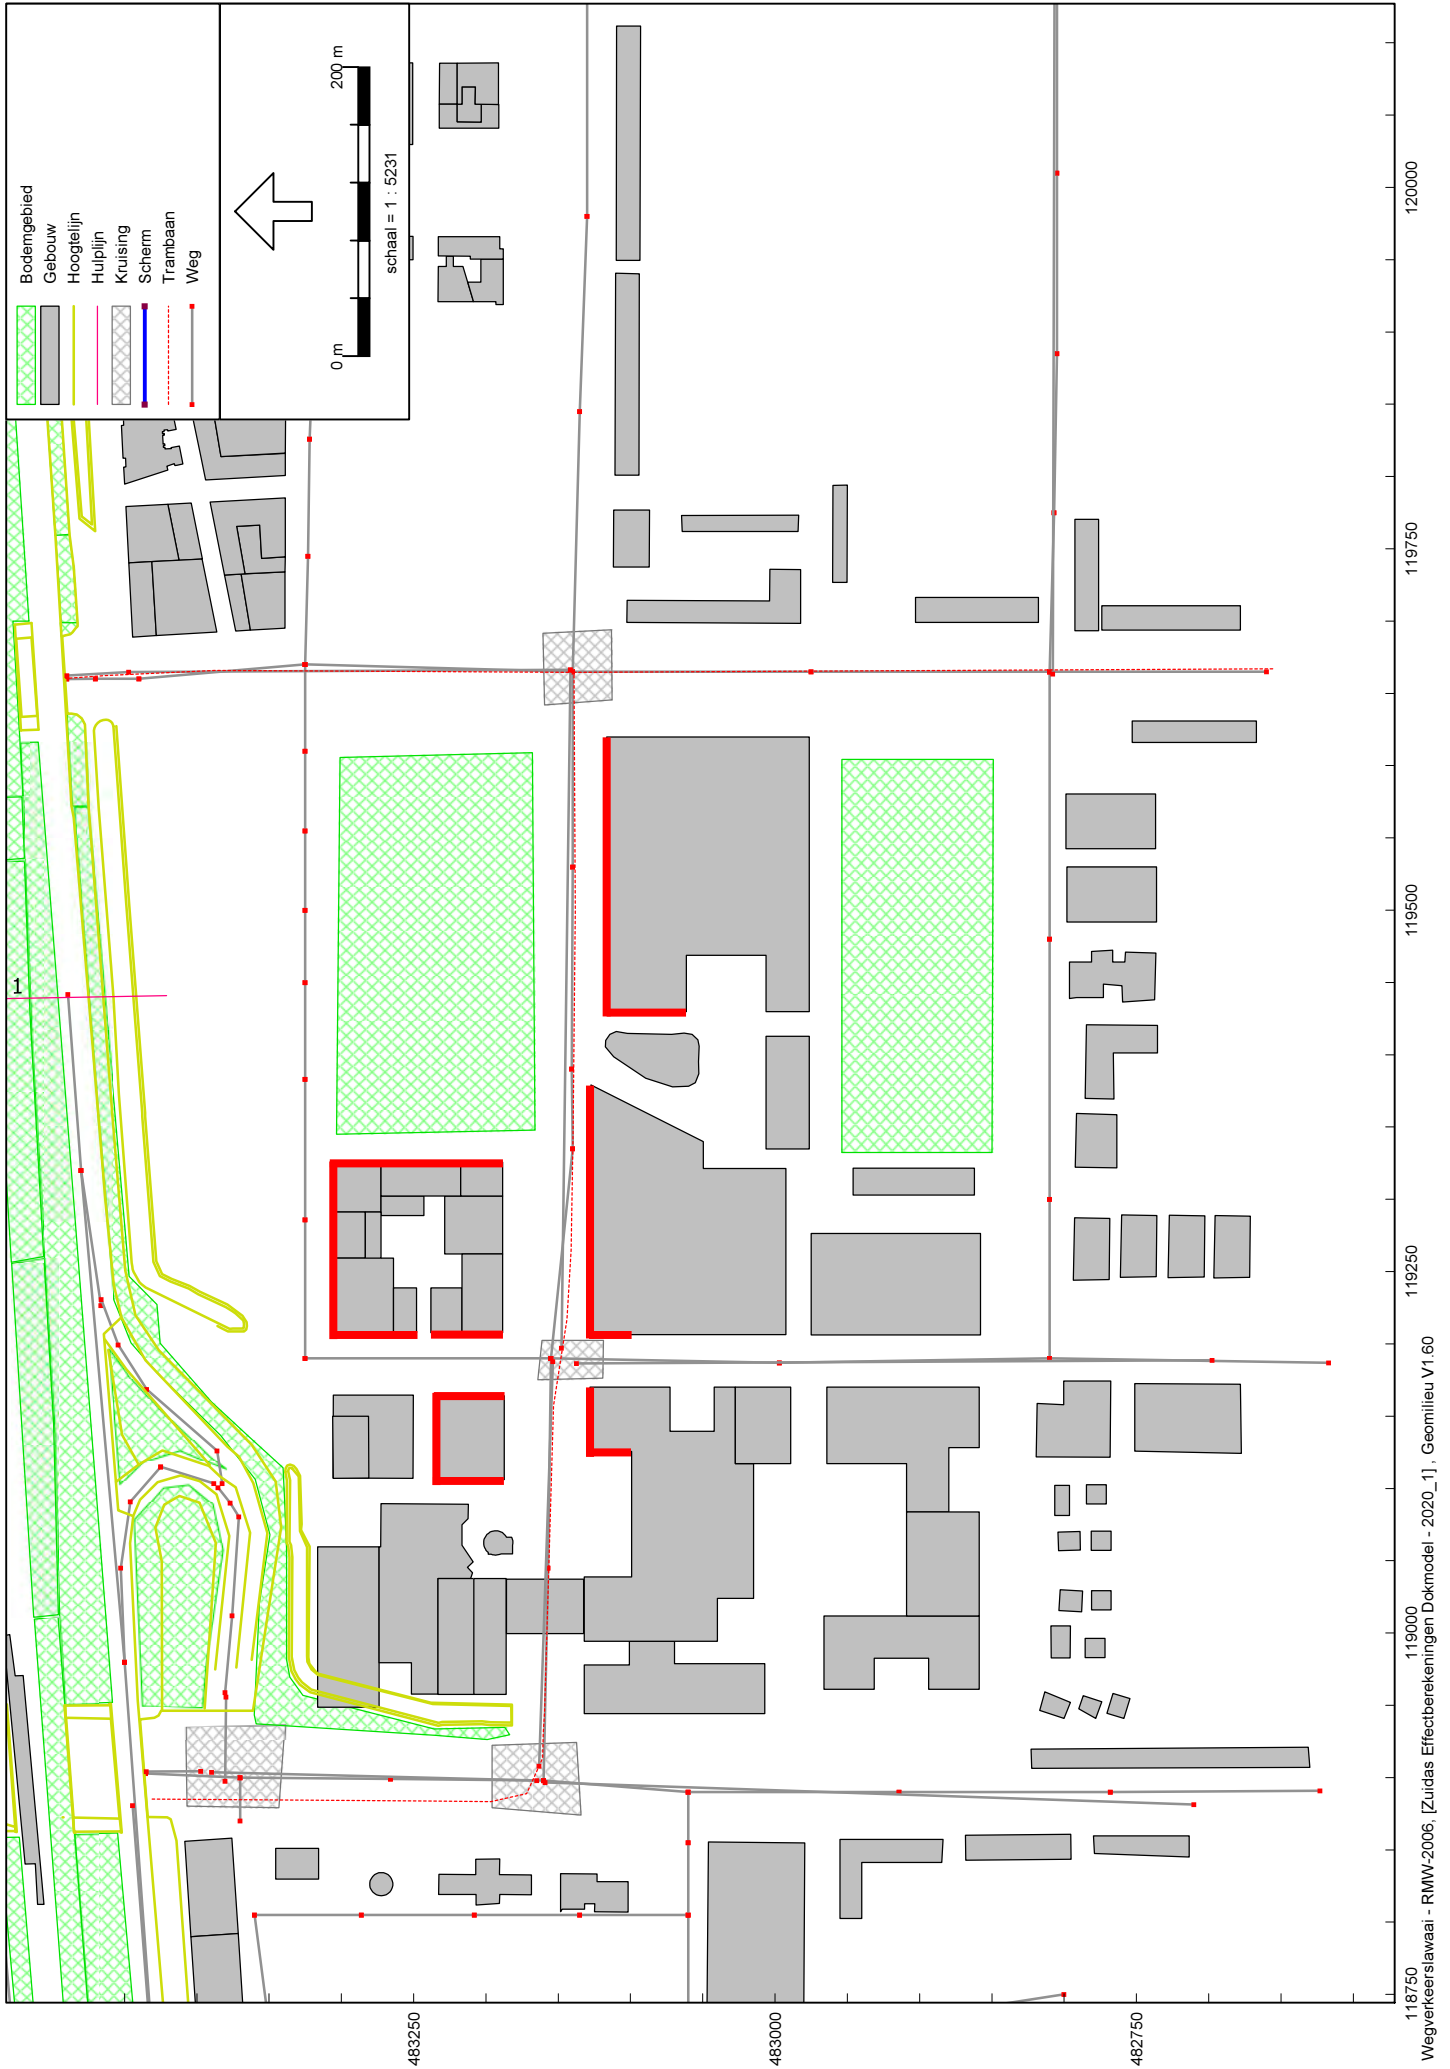 Bodemgebied
Gebouw
Hoogtelijn
Hulplijn
Kruising
Scherm
Trambaan
Weg
0 m
200 m
schaal = 1 : 5231
1
483250
483000
482750
118750
119000
119250
119500
119750
120000
Wegverkeerslawaai - RMW-2006, [Zuidas Effectberekeningen Dokmodel - 2020_1] , Geomilieu V1.60